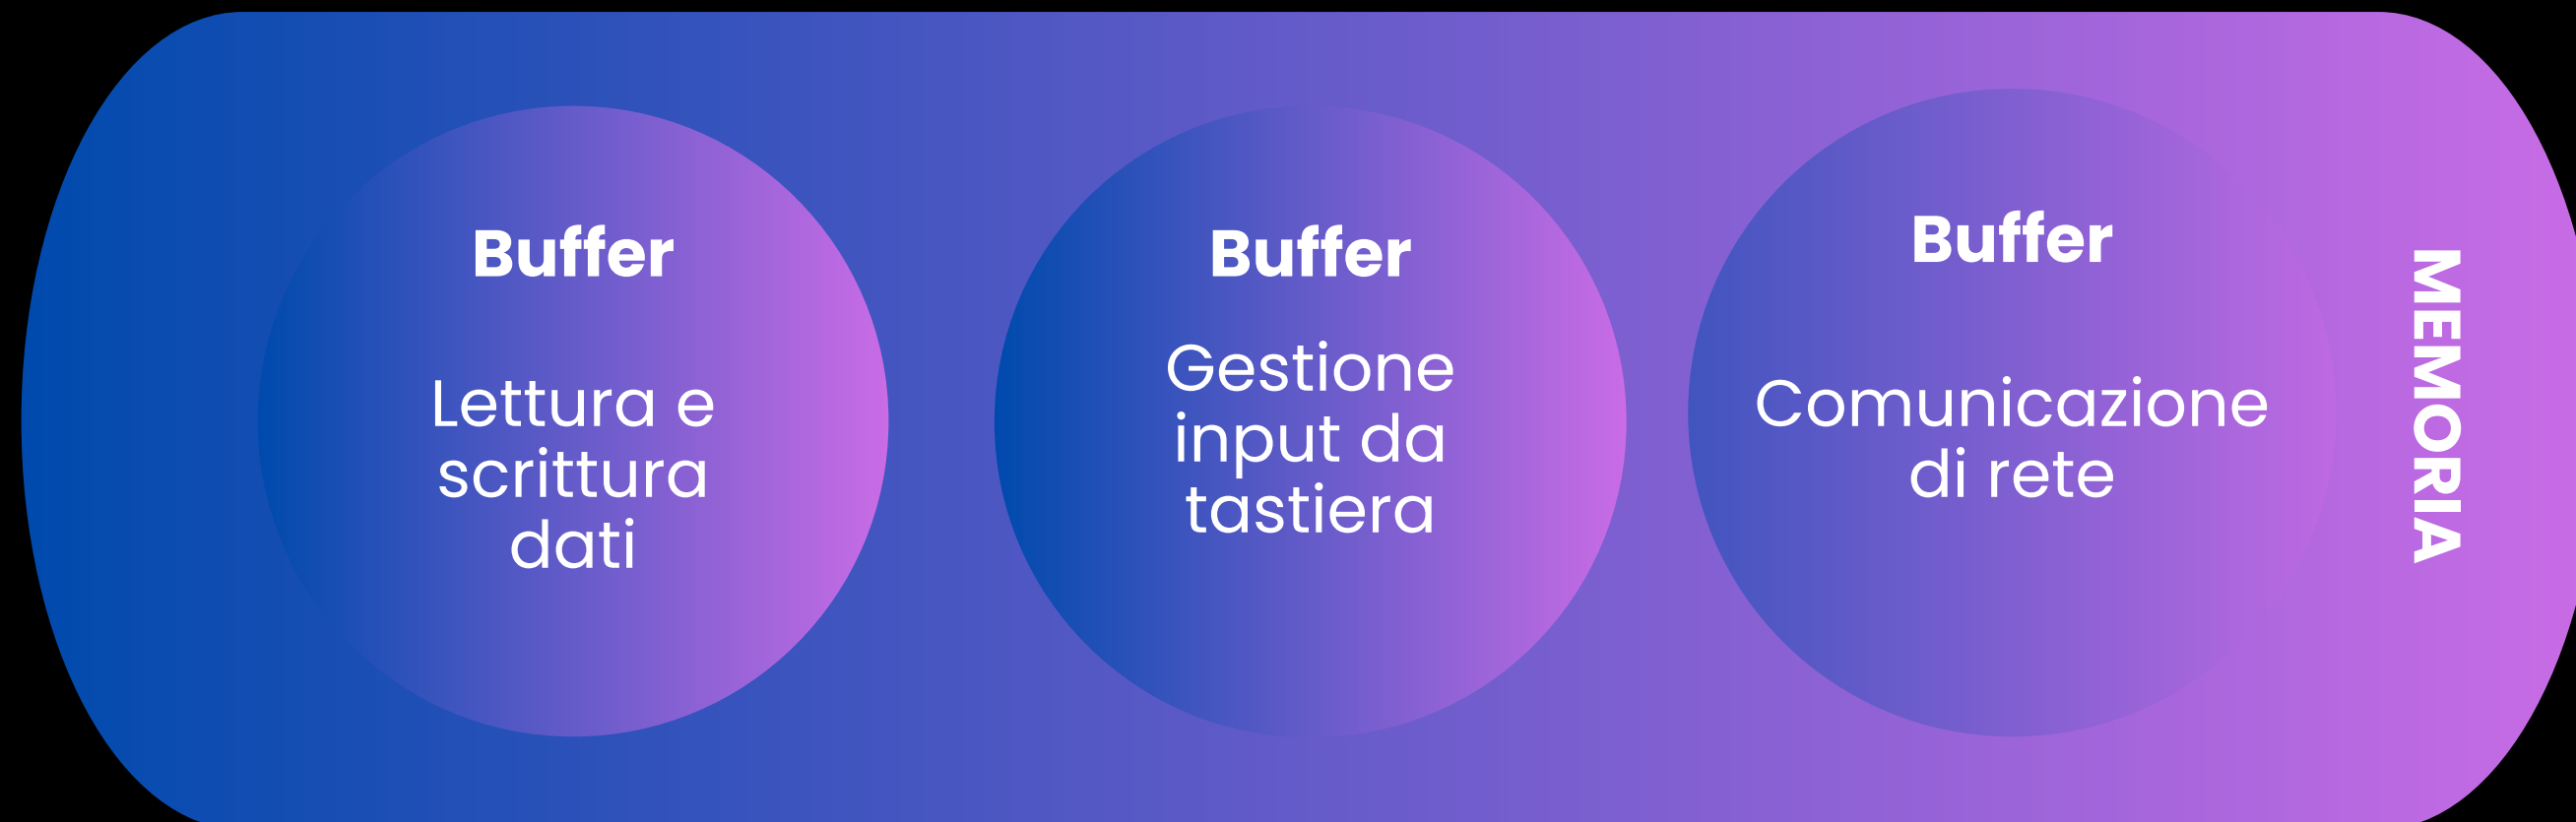 Buffer
Lettura e
scrittura
dati
Buffer
Gestione
input da
tastiera
Buffer
Comunicazione
di rete
MEMORIA